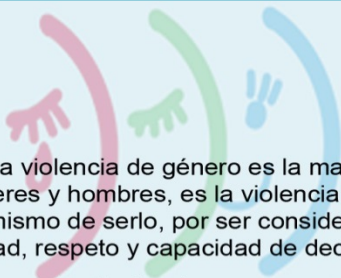 a violencia de género es la ma
eres y hombres, es la violencia
nismo de serlo, por ser conside
ad, respeto y capacidad de dec